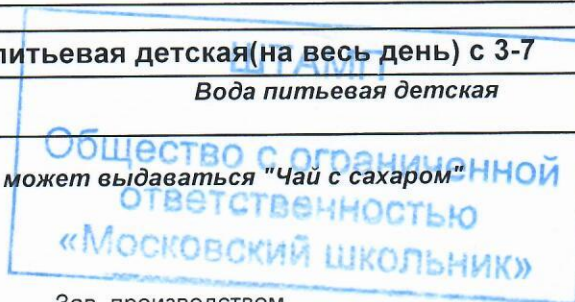 питьевая детская(на весь день) с 3-7
ШТАМП
Вода питьевая детская
Общество с ограниченной
может выдаваться "Чай с сахаром"
ответственностью
«Московский школьник»
Зав. производством